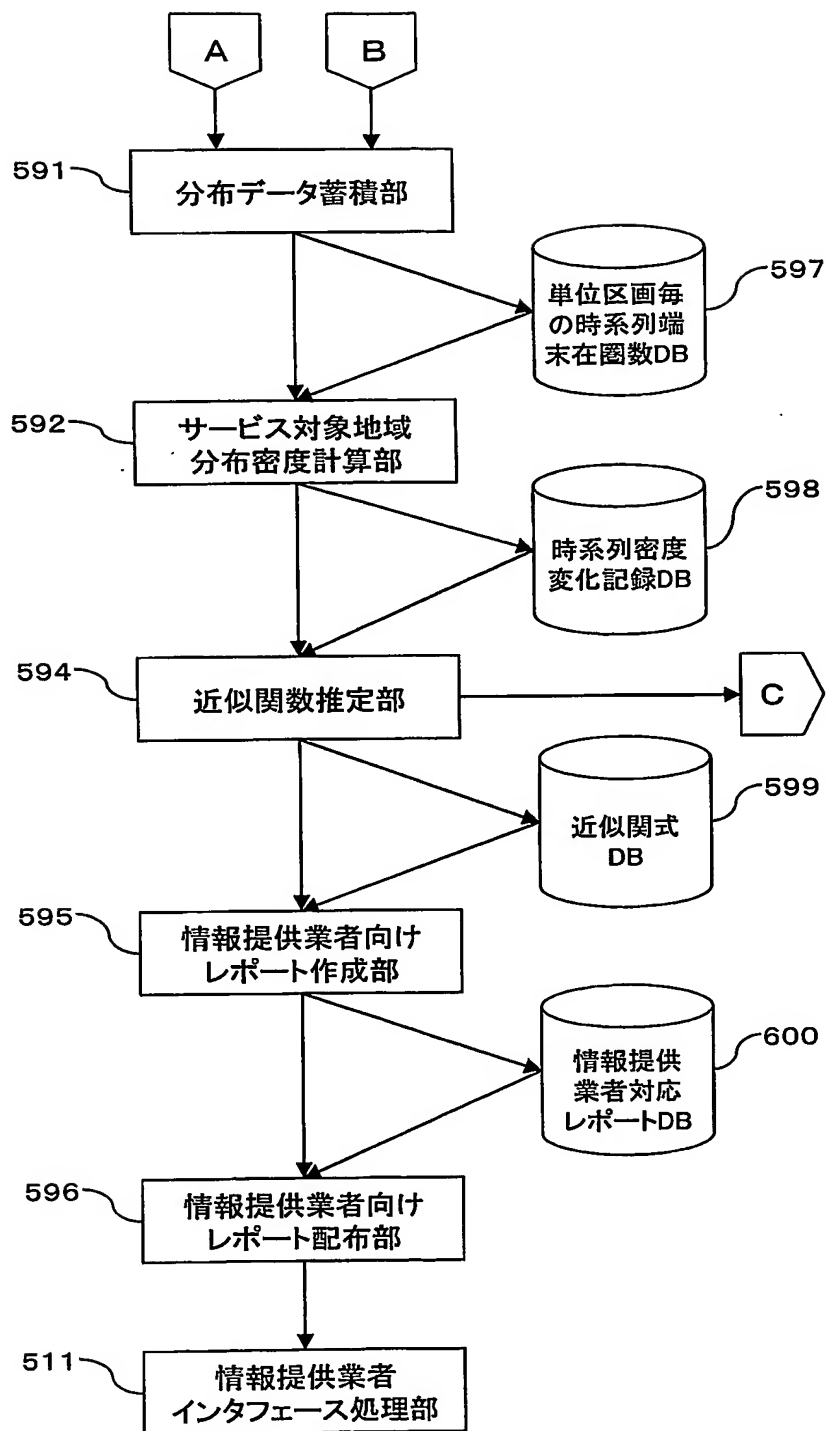 A
B
591
分布データ蓄積部
単位区画毎
の時系列端
末在圏数DB
597
592
サービス対象地域
分布密度計算部
時系列密度
変化記録DB
598
594
近似関数推定部
C
近似関式
DB
599
595
情報提供業者向け
レポート作成部
情報提供
業者対応
レポートDB
600
596
情報提供業者向け
レポート配布部
511
情報提供業者
インタフェース処理部